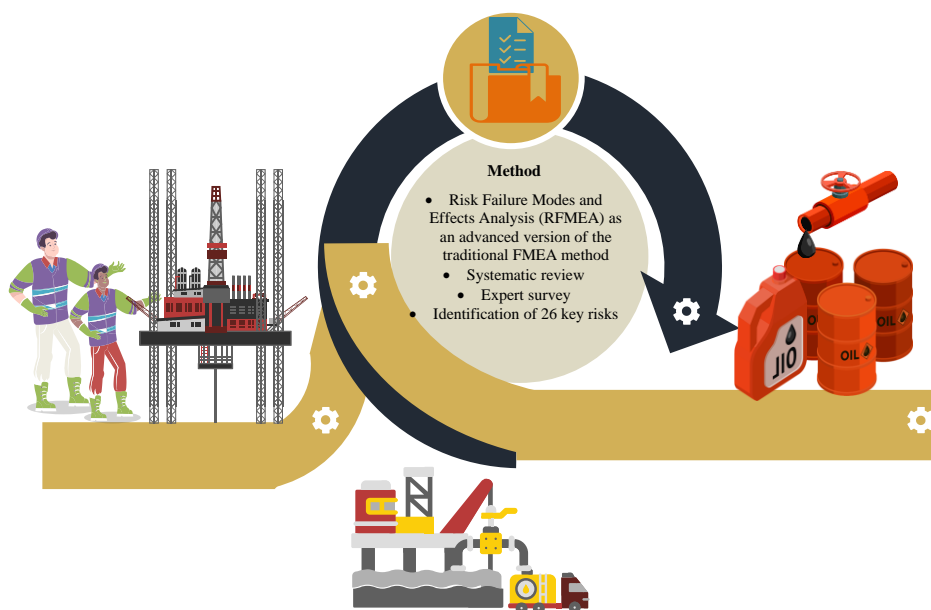 Method
• Risk Failure Modes and
Effects Analysis (RFMEA) as
an advanced version of the
traditional FMEA method
• Systematic review
• Expert survey
• Identification of 26 key risks
OIL
OIL
OIL
OIL